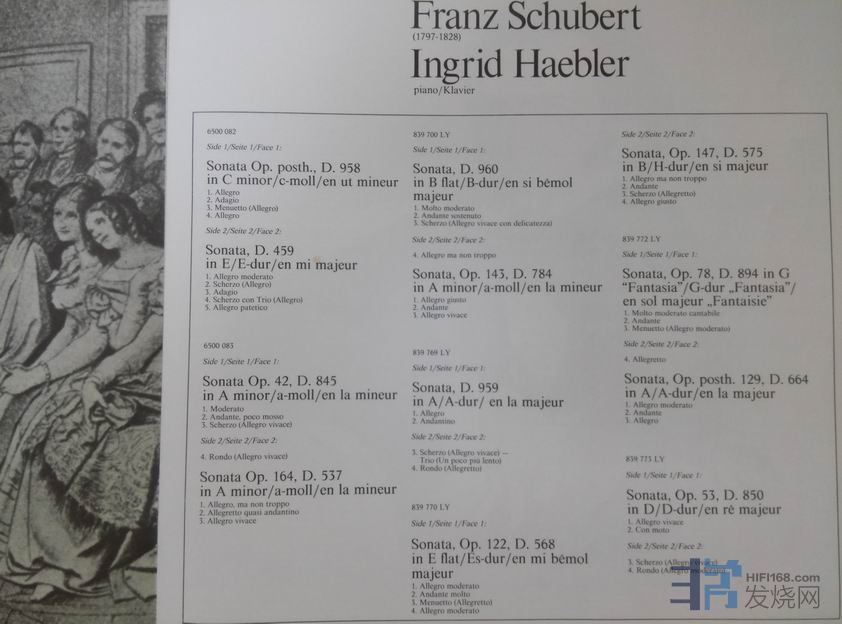 Franz Schubert
(1797-1828)
Ingrid Haebler
piano/Klavier
6500 082
Side 1/Seite 1/Face 1:
Sonata Op. posth., D. 958
in C minor/c-moll/en ut mineur
1. Allegro
2. Adagio
3. Menuetto (Allegro)
4. Allegro
Side 2/Seite 2/Face 2:
Sonata, D. 459
in E/E-dur/en mi majeur
1. Allegro moderato
2. Scherzo (Allegro)
3. Adagio
4. Scherzo con Trio (Allegro)
5. Allegro patetico
6500 083
Side 1/Seite 1/Face 1:
Sonata Op. 42, D. 845
in A minor/a-moll/en la mineur
1. Moderato
2. Andante, poco mosso
3. Scherzo (Allegro vivace)
Side 2/Seite 2/Face 2:
4. Rondo (Allegro vivace)
Sonata Op. 164, D. 537
in A minor/a-moll/en la mineur
1. Allegro, ma non troppo
2. Allegretto quasi andantino
3. Allegro vivace
839 700 LY
Side 1/Seite 1/Face 1:
Sonata, D. 960
in B flat/B-dur/en si bémol
majeur
1. Molto moderato
2. Andante sostenuto
3. Scherzo (Allegro vivace con delicatezza)
Side 2/Seite 2/Face 2:
4. Allegro ma non troppo
Sonata, Op. 143, D. 784
in A minor/a-moll/en la mineur
1. Allegro giusto
2. Andante
3. Allegro vivace
839 769 LY
Side 1/Seite 1/Face 1:
Sonata, D. 959
in A/A-dur/ en la majeur
1. Allegro
2. Andantino
Side 2/Seite 2/Face 2:
3. Scherzo (Allegro vivace) —
Trio (Un poco più lento)
4. Rondo (Allegretto)
839 770 LY
Side 1/Seite 1/Face 1:
Sonata, Op. 122, D. 568
in E flat/Es-dur/en mi bémol
majeur
1. Allegro moderato
2. Andante molto
3. Menuetto (Allegretto)
4. Allegro moderato
Side 2/Seite 2/Face 2:
Sonata, Op. 147, D. 575
in B/H-dur/en si majeur
1. Allegro ma non troppo
2. Andante
3. Scherzo (Allegretto)
4. Allegro giusto
839 772 LY
Side 1/Seite 1/Face 1:
Sonata, Op. 78, D. 894 in G
“Fantasia”/G-dur „Fantasia”/
en sol majeur „Fantaisie”
1. Molto moderato cantabile
2. Andante
3. Menuetto (Allegro moderato)
Side 2/Seite 2/Face 2:
4. Allegretto
Sonata, Op. posth. 129, D. 664
in A/A-dur/en la majeur
1. Allegro moderato
2. Andante
3. Allegro
839 773 LY
Side 1/Seite 1/Face 1:
Sonata, Op. 53, D. 850
in D/D-dur/en ré majeur
1. Allegro vivace
2. Con moto
Side 2/Seite 2/Face 2:
3. Scherzo (Allegro vivace)
4. Rondo (Allegro moderato)
HIFI168.com
发烧网